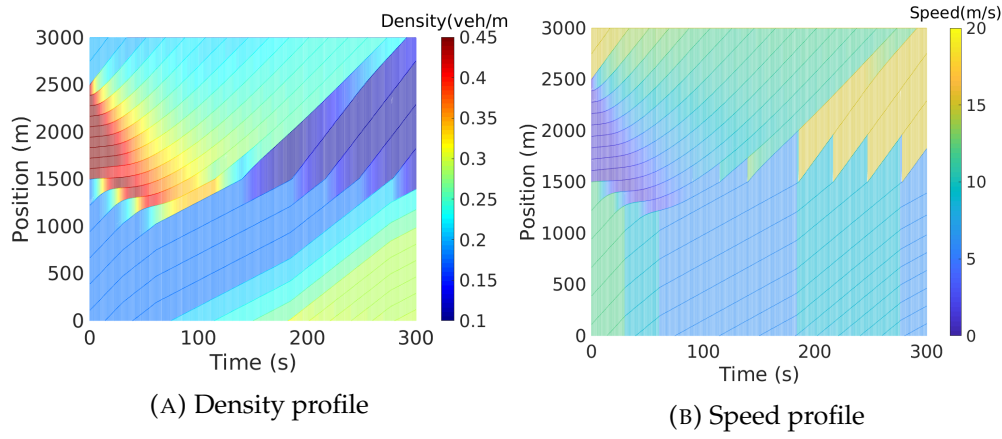 Density(veh/m
3000
2500
2000
1500
1000
500
0
Position (m)
0 100 200 300
Time (s)
0.45
0.4
0.35
0.3
0.25
0.2
0.15
0.1
(A) Density profile
Speed(m/s)
3000
2500
2000
1500
1000
500
0
Position (m)
0 100 200 300
Time (s)
20
15
10
5
0
(B) Speed profile